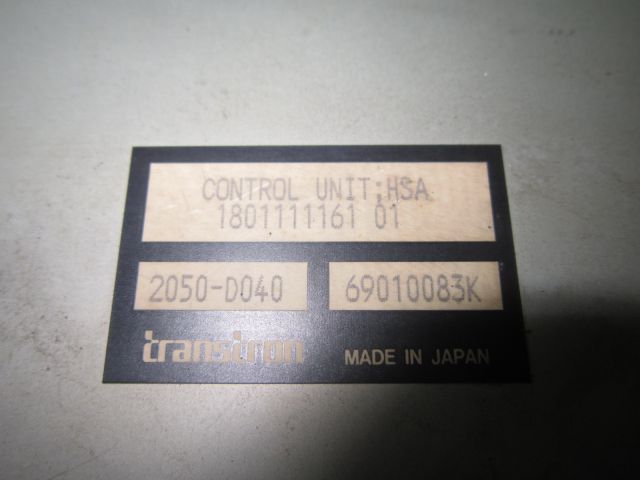 CONTROL UNIT;HSA
1801111161 01
2050-D040 69010083K
transtron MADE IN JAPAN